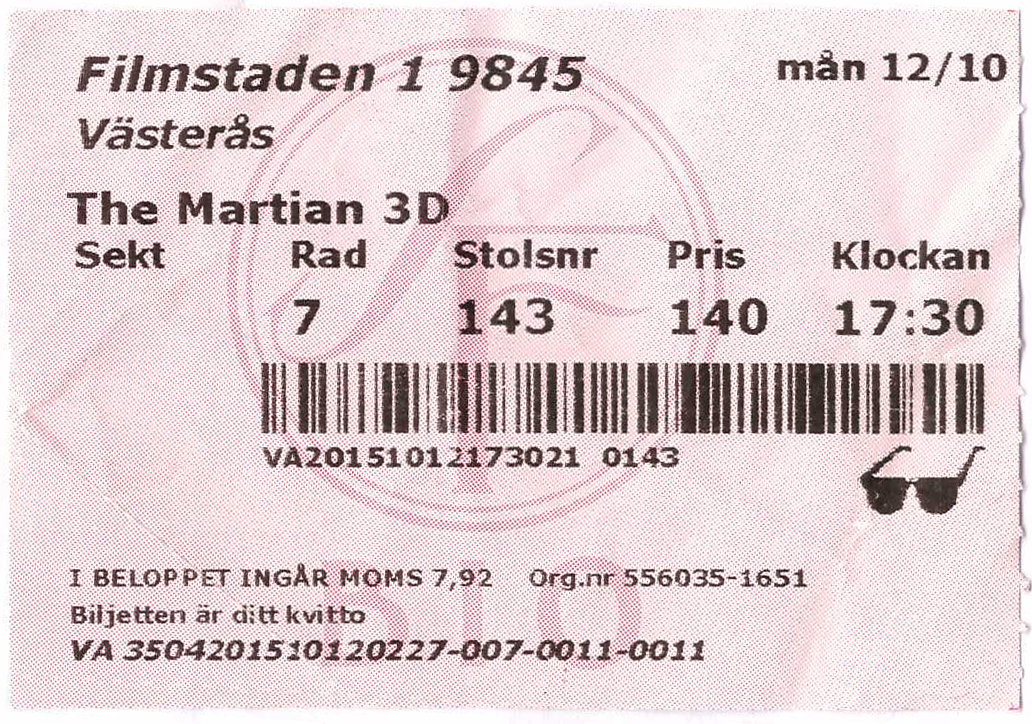 Filmstaden 1 9845 mån 12/10
Västerås
The Martian 3D
Sekt Rad Stolsnr Pris Klockan
7 143 140 17:30
VA20151012173021 0143
I BELOPPET INGÅR MOMS 7,92 Org.nr 556035-1651
Biljetten är ditt kvitto
VA 3504201510120227-007-0011-0011
BIO